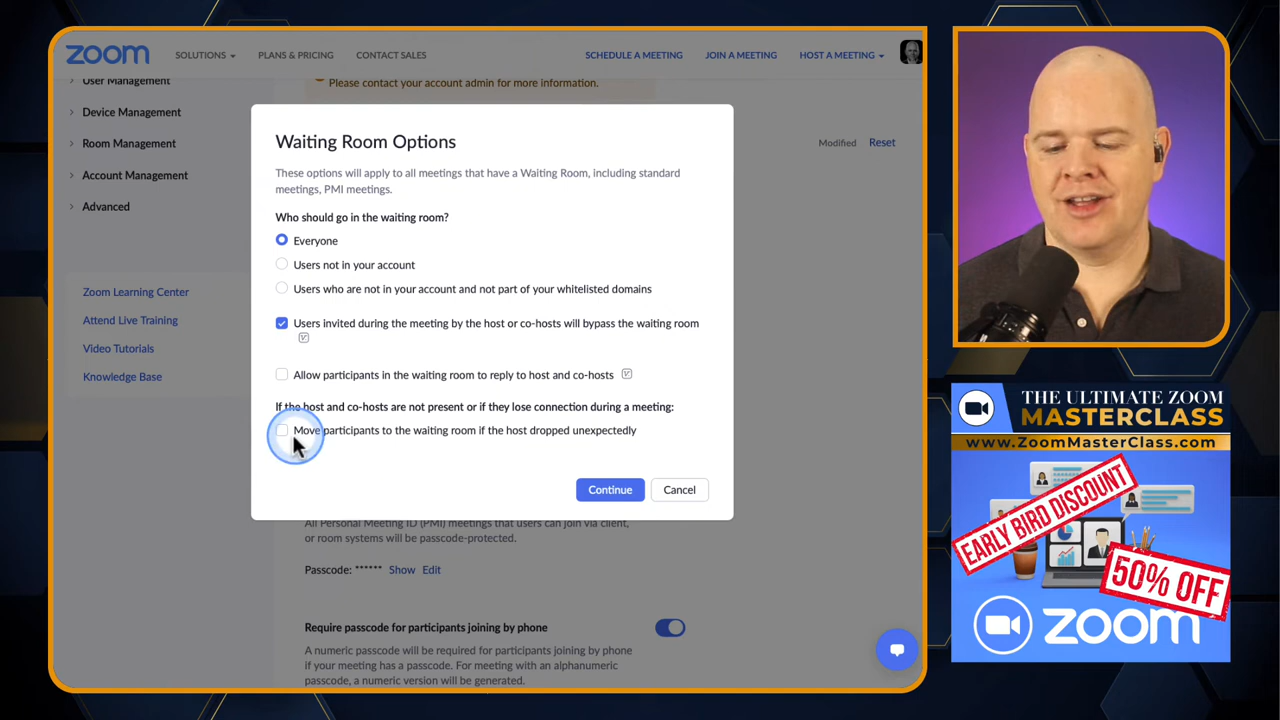 zoom
SOLUTIONS
PLANS & PRICING
CONTACT SALES
SCHEDULE A MEETING
JOIN A MEETING
HOST A MEETING
User Management
Device Management
Room Management
Account Management
Advanced
Zoom Learning Center
Attend Live Training
Video Tutorials
Knowledge Base
Please contact your account admin for more information.
Modified
Reset
Waiting Room Options
These options will apply to all meetings that have a Waiting Room, including standard
meetings, PMI meetings.
Who should go in the waiting room?
Everyone
Users not in your account
Users who are not in your account and not part of your whitelisted domains
Users invited during the meeting by the host or co-hosts will bypass the waiting room
Allow participants in the waiting room to reply to host and co-hosts
If the host and co-hosts are not present or if they lose connection during a meeting:
Move participants to the waiting room if the host dropped unexpectedly
Continue
Cancel
All Personal Meeting ID (PMI) meetings that users can join via client,
or room systems will be passcode-protected.
Passcode: ****** Show Edit
Require passcode for participants joining by phone
A numeric passcode will be required for participants joining by phone
if your meeting has a passcode. For meeting with an alphanumeric
passcode, a numeric version will be generated.
THE ULTIMATE ZOOM
MASTERCLASS
www.ZoomMasterClass.com
EARLY BIRD DISCOUNT
50% OFF
zoom